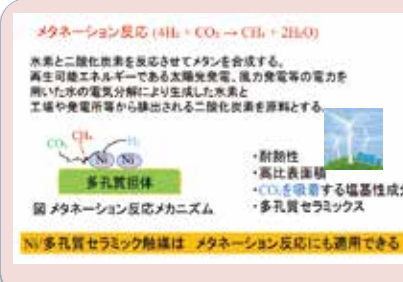 メタネーション反応 (4H₂ + CO₂ → CH₄ + 2H₂O)
水素と二酸化炭素を反応させてメタンを合成する。
再生可能エネルギーである太陽光発電、風力発電等の電力を
用いた水の電気分解により生成した水素と
工場や発電所等から排出される二酸化炭素を原料とする。
CO₂ CH₄ H₂
Ni Ni
多孔質担体
図 メタネーション反応メカニズム
・耐熱性
・高比表面積
・CO₂を吸着する塩基性成分
・多孔質セラミックス
Ni/多孔質セラミック触媒は メタネーション反応にも適用できる